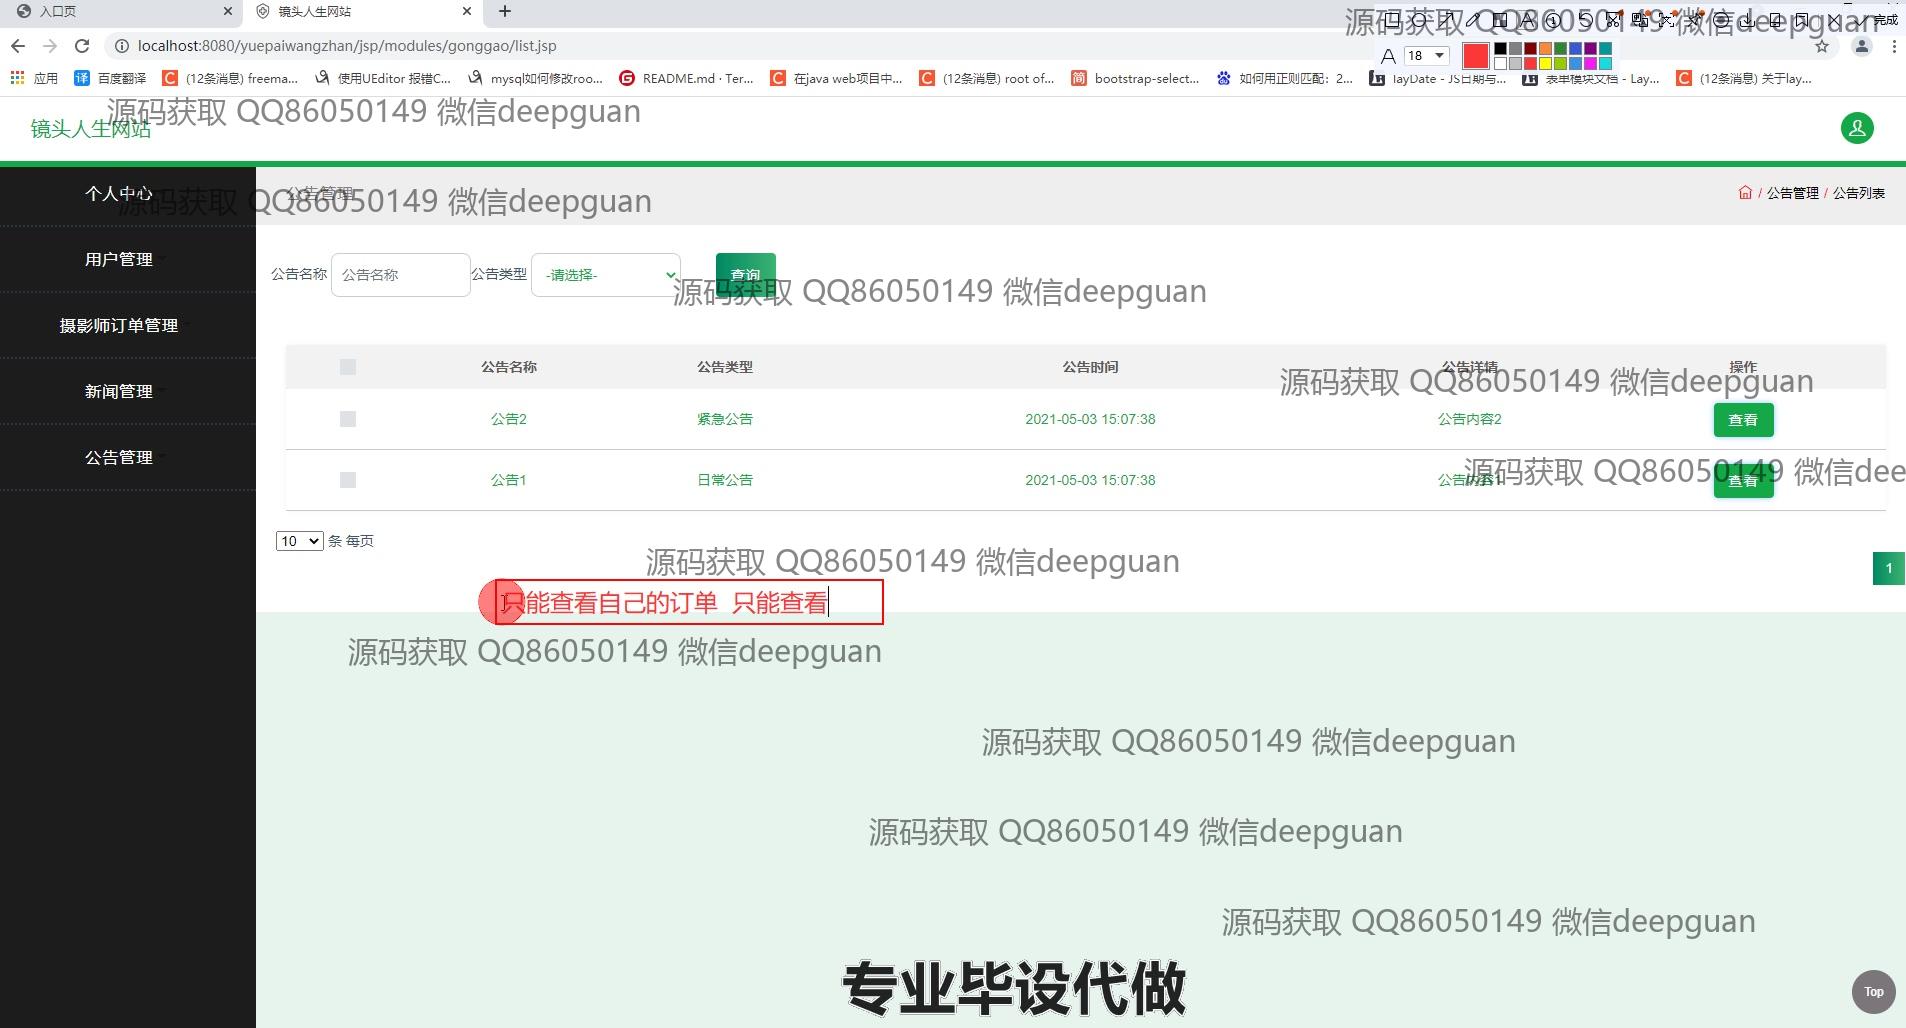 入口页
镜头人生网站
完成
localhost:8080/yuepaiwangzhan/jsp/modules/gonggao/list.jsp
A 18
应用
百度翻译
(12条消息) freema...
使用UEditor 报错C...
mysql如何修改roo...
README.md · Ter...
在java web项目中...
(12条消息) root of...
bootstrap-select...
如何用正则匹配：2...
layDate - JS日期与...
表单模块文档 - Lay...
(12条消息) 关于lay...
源码获取 QQ86050149 微信deepguan
源码获取 QQ86050149 微信deepguan
镜头人生网站
个人中心
公告管理
/ 公告管理 / 公告列表
源码获取 QQ86050149 微信deepguan
用户管理
公告名称 公告名称 公告类型 -请选择- 查询
源码获取 QQ86050149 微信deepguan
摄影师订单管理
公告名称 公告类型 公告时间 公告详情 操作
源码获取 QQ86050149 微信deepguan
新闻管理
公告2 紧急公告 2021-05-03 15:07:38 公告内容2 查看
公告管理
公告1 日常公告 2021-05-03 15:07:38 公告内容1 查看
源码获取 QQ86050149 微信dee
10 条 每页
源码获取 QQ86050149 微信deepguan
1
只能查看自己的订单 只能查看
源码获取 QQ86050149 微信deepguan
源码获取 QQ86050149 微信deepguan
源码获取 QQ86050149 微信deepguan
源码获取 QQ86050149 微信deepguan
专业毕设代做
Top